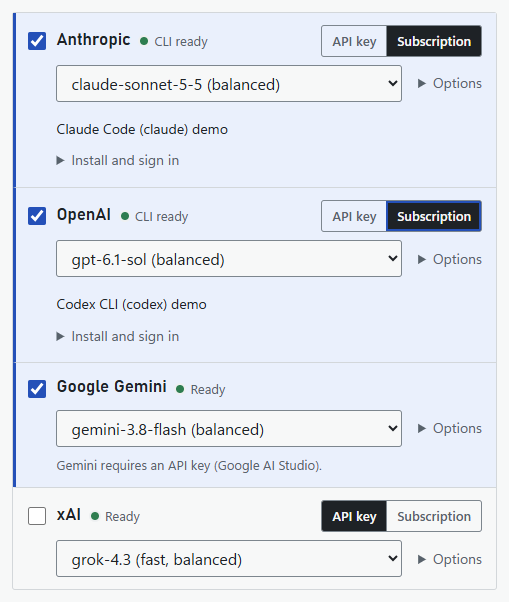 Anthropic CLI ready API key Subscription
claude-sonnet-5-5 (balanced) Options
Claude Code (claude) demo
Install and sign in
OpenAI CLI ready API key Subscription
gpt-6.1-sol (balanced) Options
Codex CLI (codex) demo
Install and sign in
Google Gemini Ready
gemini-3.8-flash (balanced) Options
Gemini requires an API key (Google AI Studio).
xAI Ready API key Subscription
grok-4.3 (fast, balanced) Options